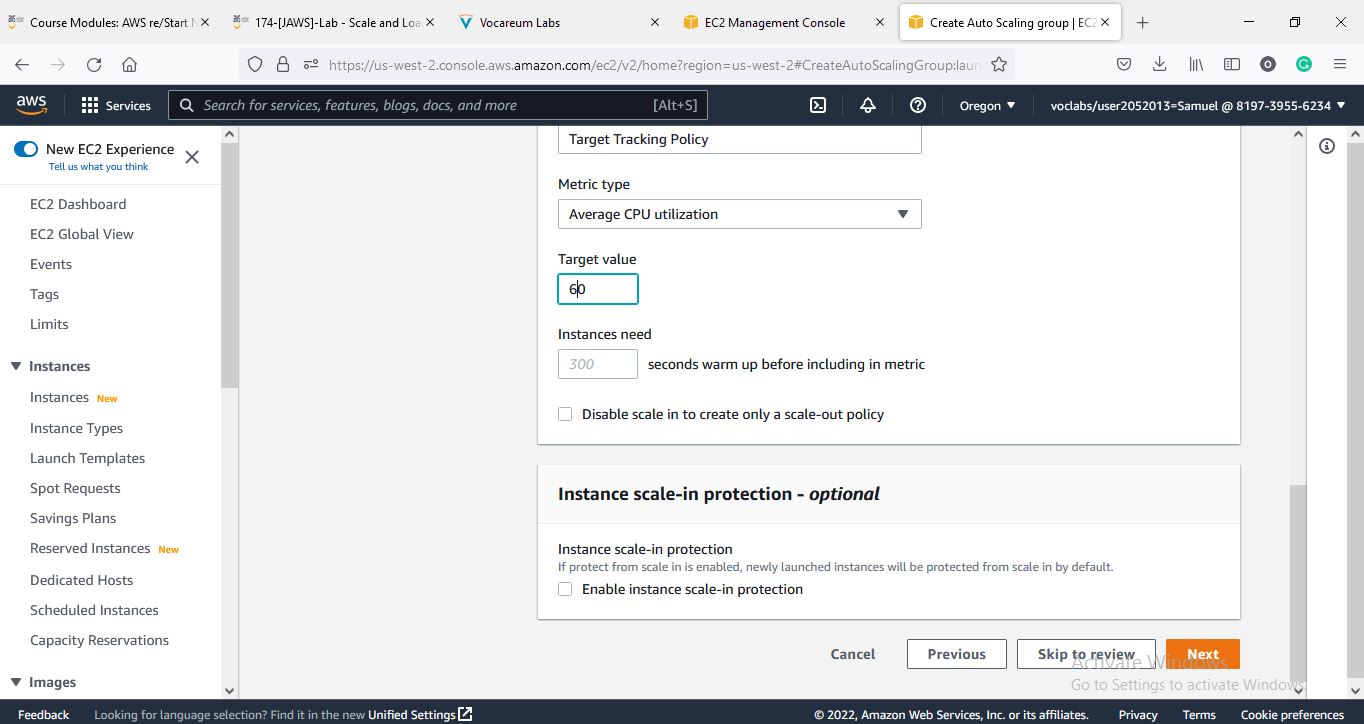 Course Modules: AWS re/Start N
174-[JAWS]-Lab - Scale and Loa
Vocareum Labs
EC2 Management Console
Create Auto Scaling group | EC2
https://us-west-2.console.aws.amazon.com/ec2/v2/home?region=us-west-2#CreateAutoScalingGroup:laun
aws
Services
Search for services, features, blogs, docs, and more
[Alt+S]
Oregon
voclabs/user2052013=Samuel @ 8197-3955-6234
New EC2 Experience
Tell us what you think
EC2 Dashboard
EC2 Global View
Events
Tags
Limits
Instances
Instances New
Instance Types
Launch Templates
Spot Requests
Savings Plans
Reserved Instances New
Dedicated Hosts
Scheduled Instances
Capacity Reservations
Images
Target Tracking Policy
Metric type
Average CPU utilization
Target value
60
Instances need
300 seconds warm up before including in metric
Disable scale in to create only a scale-out policy
Instance scale-in protection - optional
Instance scale-in protection
If protect from scale in is enabled, newly launched instances will be protected from scale in by default.
Enable instance scale-in protection
Cancel
Previous
Skip to review
Next
Activate Windows
Go to Settings to activate Windows.
Feedback
Looking for language selection? Find it in the new Unified Settings
© 2022, Amazon Web Services, Inc. or its affiliates.
Privacy
Terms
Cookie preferences